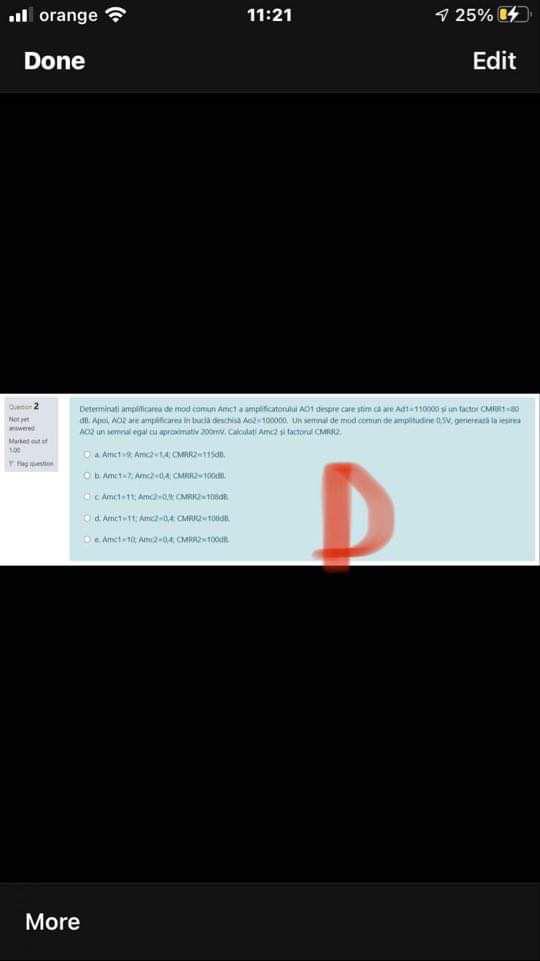 orange 11:21 25%
Done Edit
Question 2
Not yet
answered
Marked out of
1.00
Flag question
Determinați amplificarea de mod comun Amc1 a amplificatorului AO1 despre care știm că are Ad1=110000 și un factor CMRR1=80
dB. Apoi, AO2 are amplificarea în buclă deschisă Ao2=100000. Un semnal de mod comun de amplitudine 0,5V, generează la ieșirea
AO2 un semnal egal cu aproximativ 200mV. Calculați Amc2 și factorul CMRR2.
a. Amc1=9; Amc2=1,4; CMRR2=115dB.
b. Amc1=7; Amc2=0,4; CMRR2=100dB.
c. Amc1=11; Amc2=0,9; CMRR2=108dB.
d. Amc1=11; Amc2=0,4; CMRR2=108dB.
e. Amc1=10; Amc2=0,4; CMRR2=100dB.
D
More